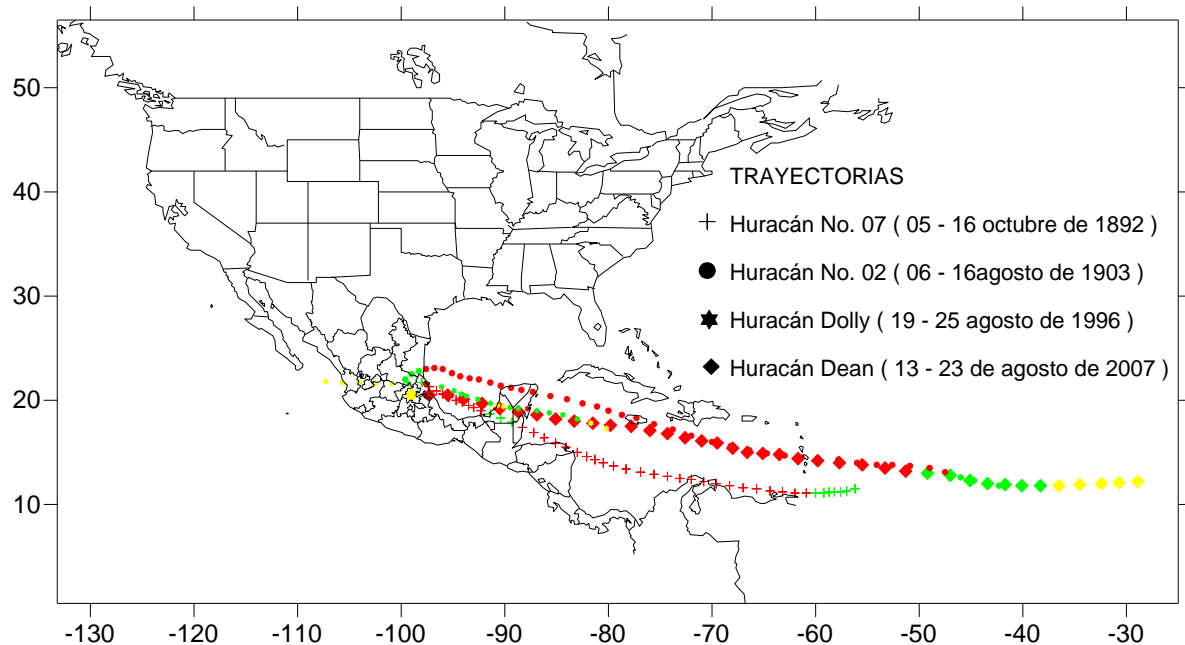 50
40
30
20
10
TRAYECTORIAS
Huracán No. 07 ( 05 - 16 octubre de 1892 )
Huracán No. 02 ( 06 - 16agosto de 1903 )
Huracán Dolly ( 19 - 25 agosto de 1996 )
Huracán Dean ( 13 - 23 de agosto de 2007 )
-130 -120 -110 -100 -90 -80 -70 -60 -50 -40 -30